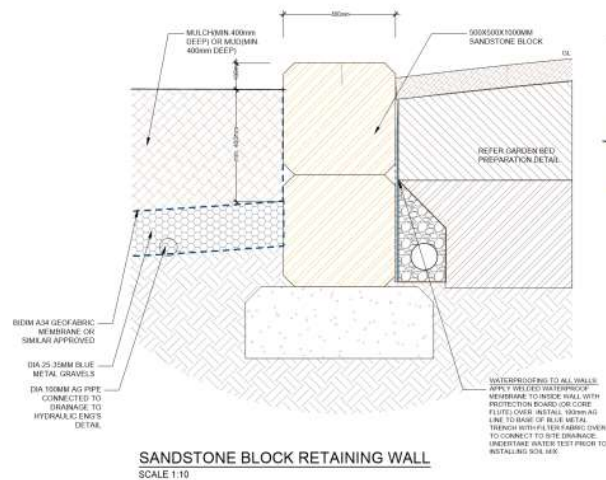 500mm
MULCH(MIN.400mm
DEEP) OR MUD(MIN.
400mm DEEP)
500X500X1000MM
SANDSTONE BLOCK
GL
REFER GARDEN BED
PREPARATION DETAIL
BIDIM A34 GEOFABRIC
MEMBRANE OR
SIMILAR APPROVED
DIA 25-35MM BLUE
METAL GRAVELS
DIA 100MM AG PIPE
CONNECTED TO
DRAINAGE TO
HYDRAULIC ENG'S
DETAIL
WATERPROOFING TO ALL WALLS:
APPLY WELDED WATERPROOF
MEMBRANE TO INSIDE WALL WITH
PROTECTION BOARD (OR CORE
FLUTE) OVER. INSTALL 100mm AG
LINE TO BASE OF BLUE METAL
TRENCH WITH FILTER FABRIC OVER
TO CONNECT TO SITE DRAINAGE.
UNDERTAKE WATER TEST PRIOR TO
INSTALLING SOIL MIX
SANDSTONE BLOCK RETAINING WALL
SCALE 1:10